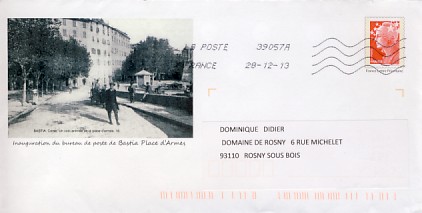 LA POSTE 39057A
FRANCE 28-12-13
Inauguration du bureau de poste de Bastia Place d'Armes
DOMINIQUE DIDIER
DOMAINE DE ROSNY 6 RUE MICHELET
93110 ROSNY SOUS BOIS